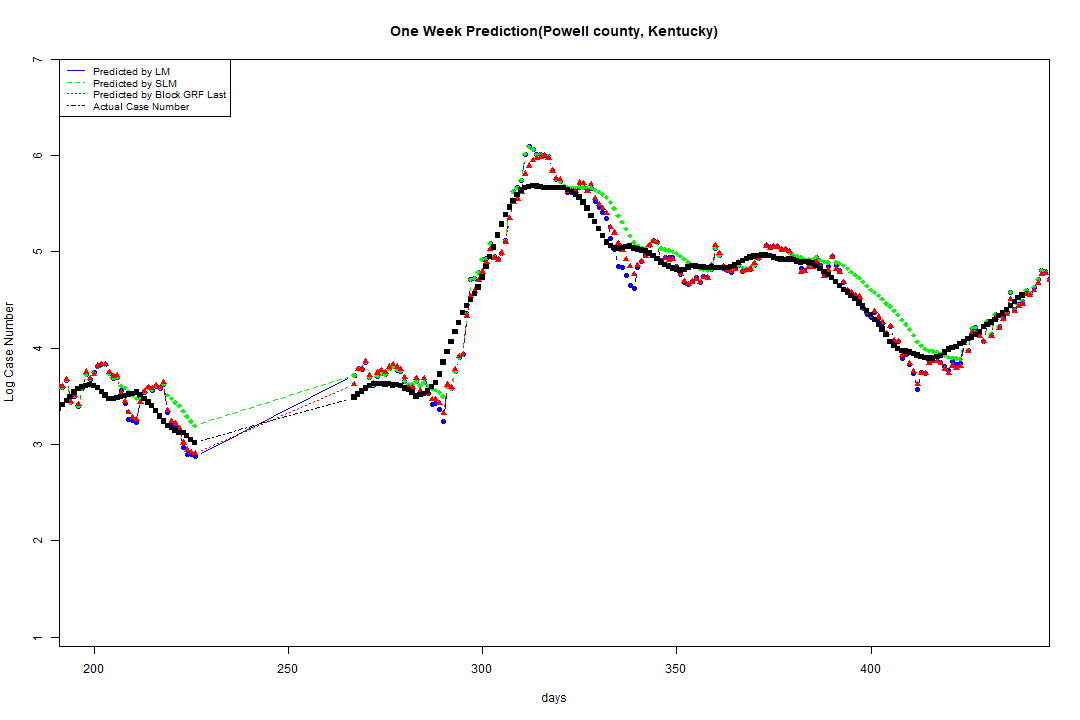 One Week Prediction(Powell county, Kentucky)
Predicted by LM
Predicted by SLM
Predicted by Block GRF Last
Actual Case Number
Log Case Number
7
6
5
4
3
2
1
200
250
300
350
400
days